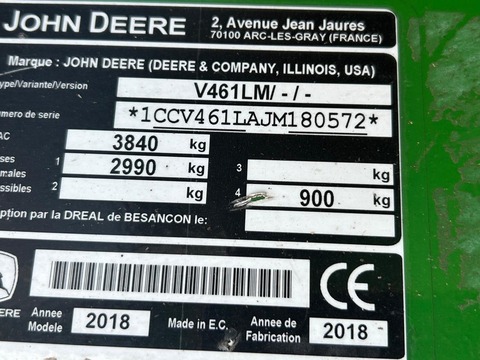 JOHN DEERE
2, Avenue Jean Jaures
70100 ARC-LES-GRAY (FRANCE)
Marque : JOHN DEERE (DEERE & COMPANY, ILLINOIS, USA)
ype/Variante/Version V461LM/ - / -
umero de serie *1CCV461LAJM180572*
AC 3840 kg
ses 1 2990 kg 3 kg
males 2 kg 4 900 kg
ssibles
ption par la DREAL de BESANCON le:
ERE
Annee Modele 2018 Made in E.C. Annee de Fabrication 2018
CE